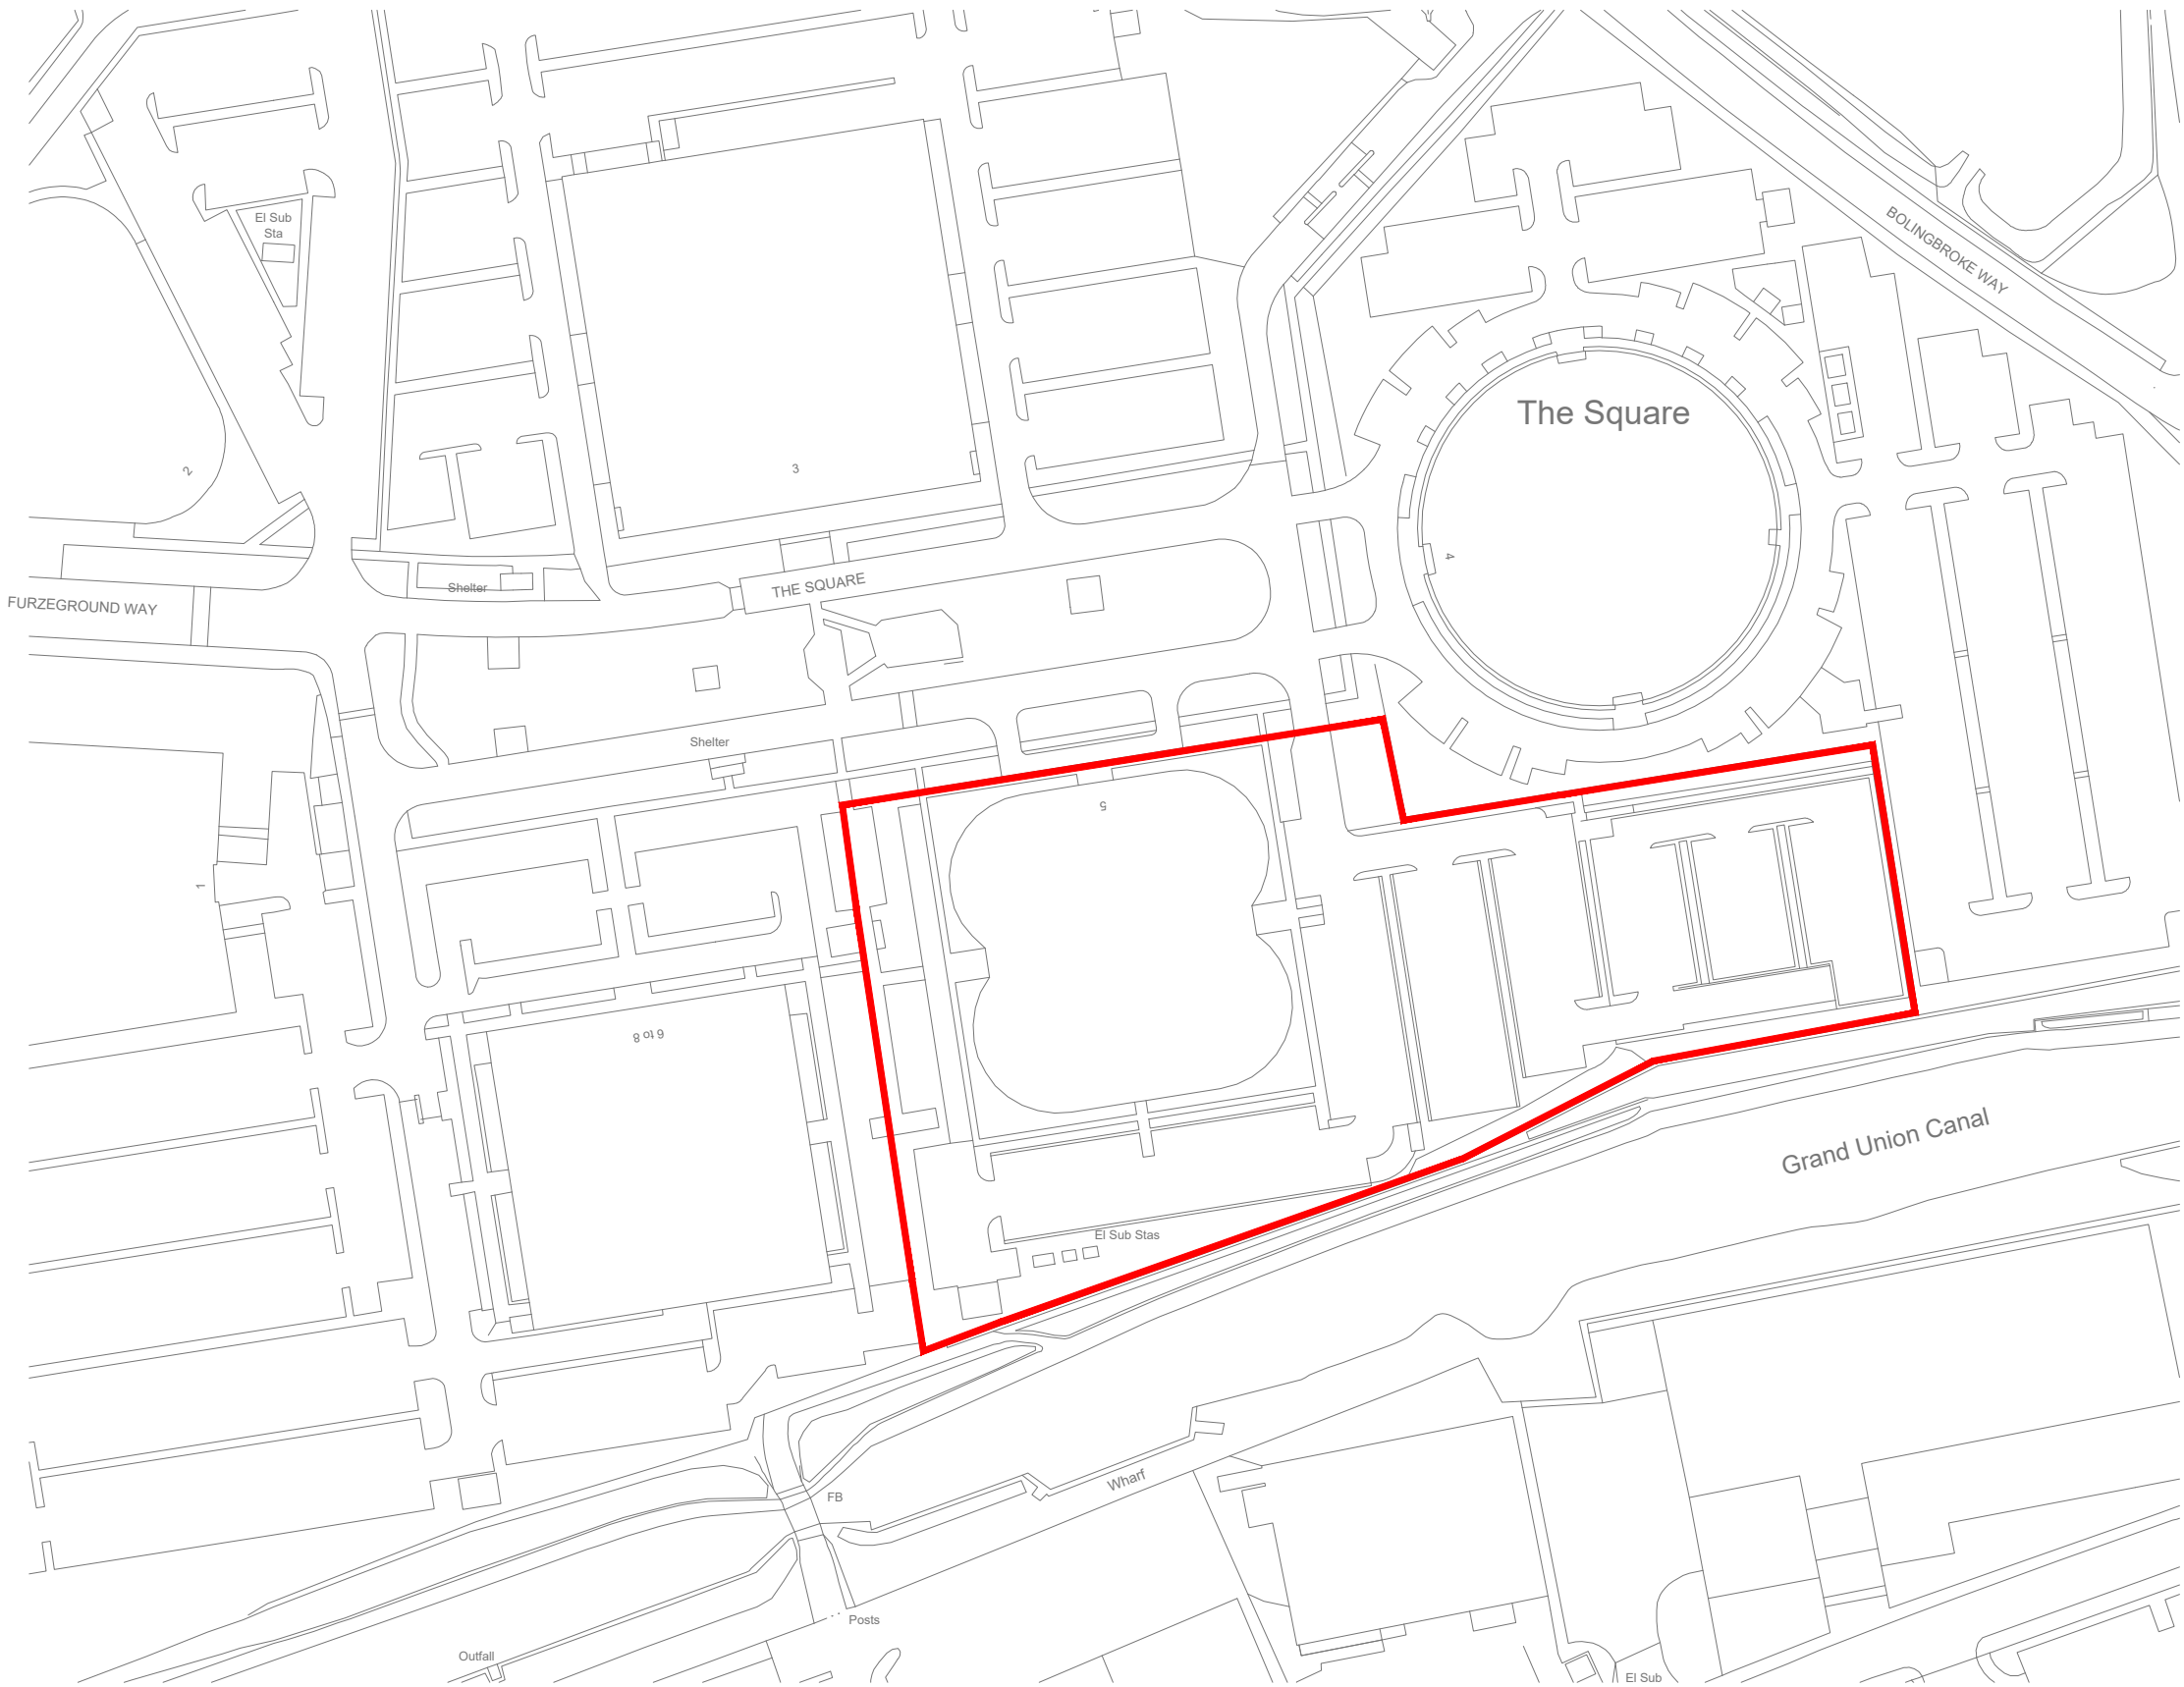 El Sub
Sta
BOLINGBROKE WAY
The Square
3
2
4
THE SQUARE
Shelter
FURZEGROUND WAY
Shelter
5
1
6 to 8
Grand Union Canal
El Sub Stas
Wharf
FB
Posts
Outfall
El Sub